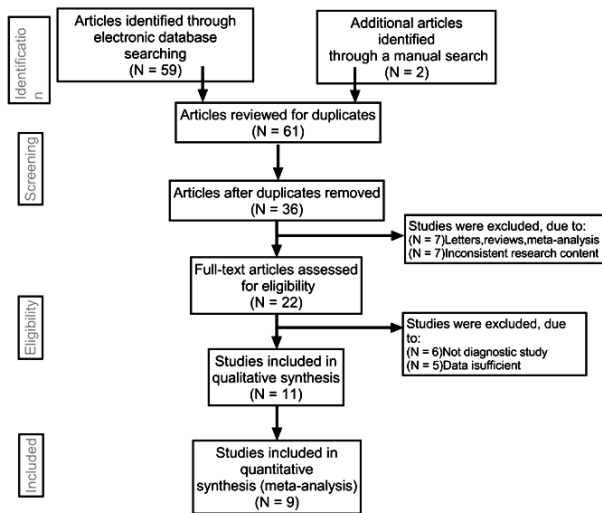 Identificatio
n
Articles identified through
electronic database
searching
(N = 59)
Additional articles
identified
through a manual search
(N = 2)
Articles reviewed for duplicates
(N = 61)
Screening
Articles after duplicates removed
(N = 36)
Studies were excluded, due to:
(N = 7)Letters,reviews,meta-analysis
(N = 7)Inconsistent research content
Full-text articles assessed
for eligibility
(N = 22)
Eligibility
Studies were excluded, due
to:
(N = 6)Not diagnostic study
(N = 5)Data isufficient
Studies included in
qualitative synthesis
(N = 11)
Included
Studies included in
quantitative
synthesis (meta-analysis)
(N = 9)